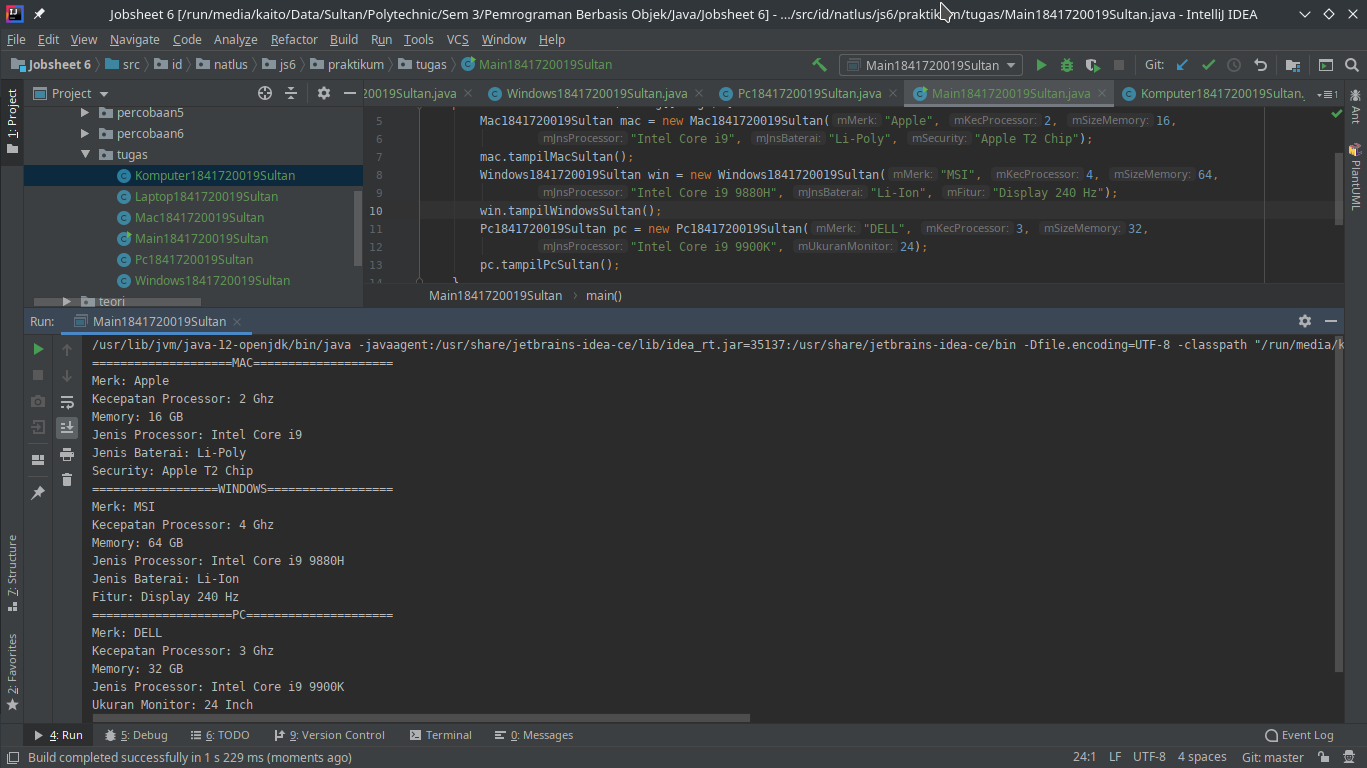 Jobsheet 6 [/run/media/kaito/Data/Sultan/Polytechnic/Sem 3/Pemrograman Berbasis Objek/Java/Jobsheet 6] - .../src/id/natlus/js6/praktikum/tugas/Main1841720019Sultan.java - IntelliJ IDEA
File Edit View Navigate Code Analyze Refactor Build Run Tools VCS Window Help
Jobsheet 6 src id natlus js6 praktikum tugas Main1841720019Sultan Main1841720019Sultan Git:
1: Project
Project
20019Sultan.java Windows1841720019Sultan.java Pc1841720019Sultan.java Main1841720019Sultan.java Komputer1841720019Sultan. 1
percobaan5
percobaan6
tugas
Komputer1841720019Sultan
Laptop1841720019Sultan
Mac1841720019Sultan
Main1841720019Sultan
Pc1841720019Sultan
Windows1841720019Sultan
teori
5 Mac1841720019Sultan mac = new Mac1841720019Sultan( mMerk: "Apple", mKecProcessor: 2, mSizeMemory: 16,
6 mJnsProcessor: "Intel Core i9", mJnsBaterai: "Li-Poly", mSecurity: "Apple T2 Chip");
7 mac.tampilMacSultan();
8 Windows1841720019Sultan win = new Windows1841720019Sultan( mMerk: "MSI", mKecProcessor: 4, mSizeMemory: 64,
9 mJnsProcessor: "Intel Core i9 9880H", mJnsBaterai: "Li-Ion", mFitur: "Display 240 Hz");
10 win.tampilWindowsSultan();
11 Pc1841720019Sultan pc = new Pc1841720019Sultan( mMerk: "DELL", mKecProcessor: 3, mSizeMemory: 32,
12 mJnsProcessor: "Intel Core i9 9900K", mUkuranMonitor: 24);
13 pc.tampilPcSultan();
14 }
Main1841720019Sultan main()
Ant
PlantUML
Run: Main1841720019Sultan
/usr/lib/jvm/java-12-openjdk/bin/java -javaagent:/usr/share/jetbrains-idea-ce/lib/idea_rt.jar=35137:/usr/share/jetbrains-idea-ce/bin -Dfile.encoding=UTF-8 -classpath "/run/media/k
====================MAC====================
Merk: Apple
Kecepatan Processor: 2 Ghz
Memory: 16 GB
Jenis Processor: Intel Core i9
Jenis Baterai: Li-Poly
Security: Apple T2 Chip
==================WINDOWS==================
Merk: MSI
Kecepatan Processor: 4 Ghz
Memory: 64 GB
Jenis Processor: Intel Core i9 9880H
Jenis Baterai: Li-Ion
Fitur: Display 240 Hz
====================PC=====================
Merk: DELL
Kecepatan Processor: 3 Ghz
Memory: 32 GB
Jenis Processor: Intel Core i9 9900K
Ukuran Monitor: 24 Inch
7: Structure
2: Favorites
4: Run 5: Debug 6: TODO 9: Version Control Terminal 0: Messages Event Log
Build completed successfully in 1 s 229 ms (moments ago) 24:1 LF UTF-8 4 spaces Git: master